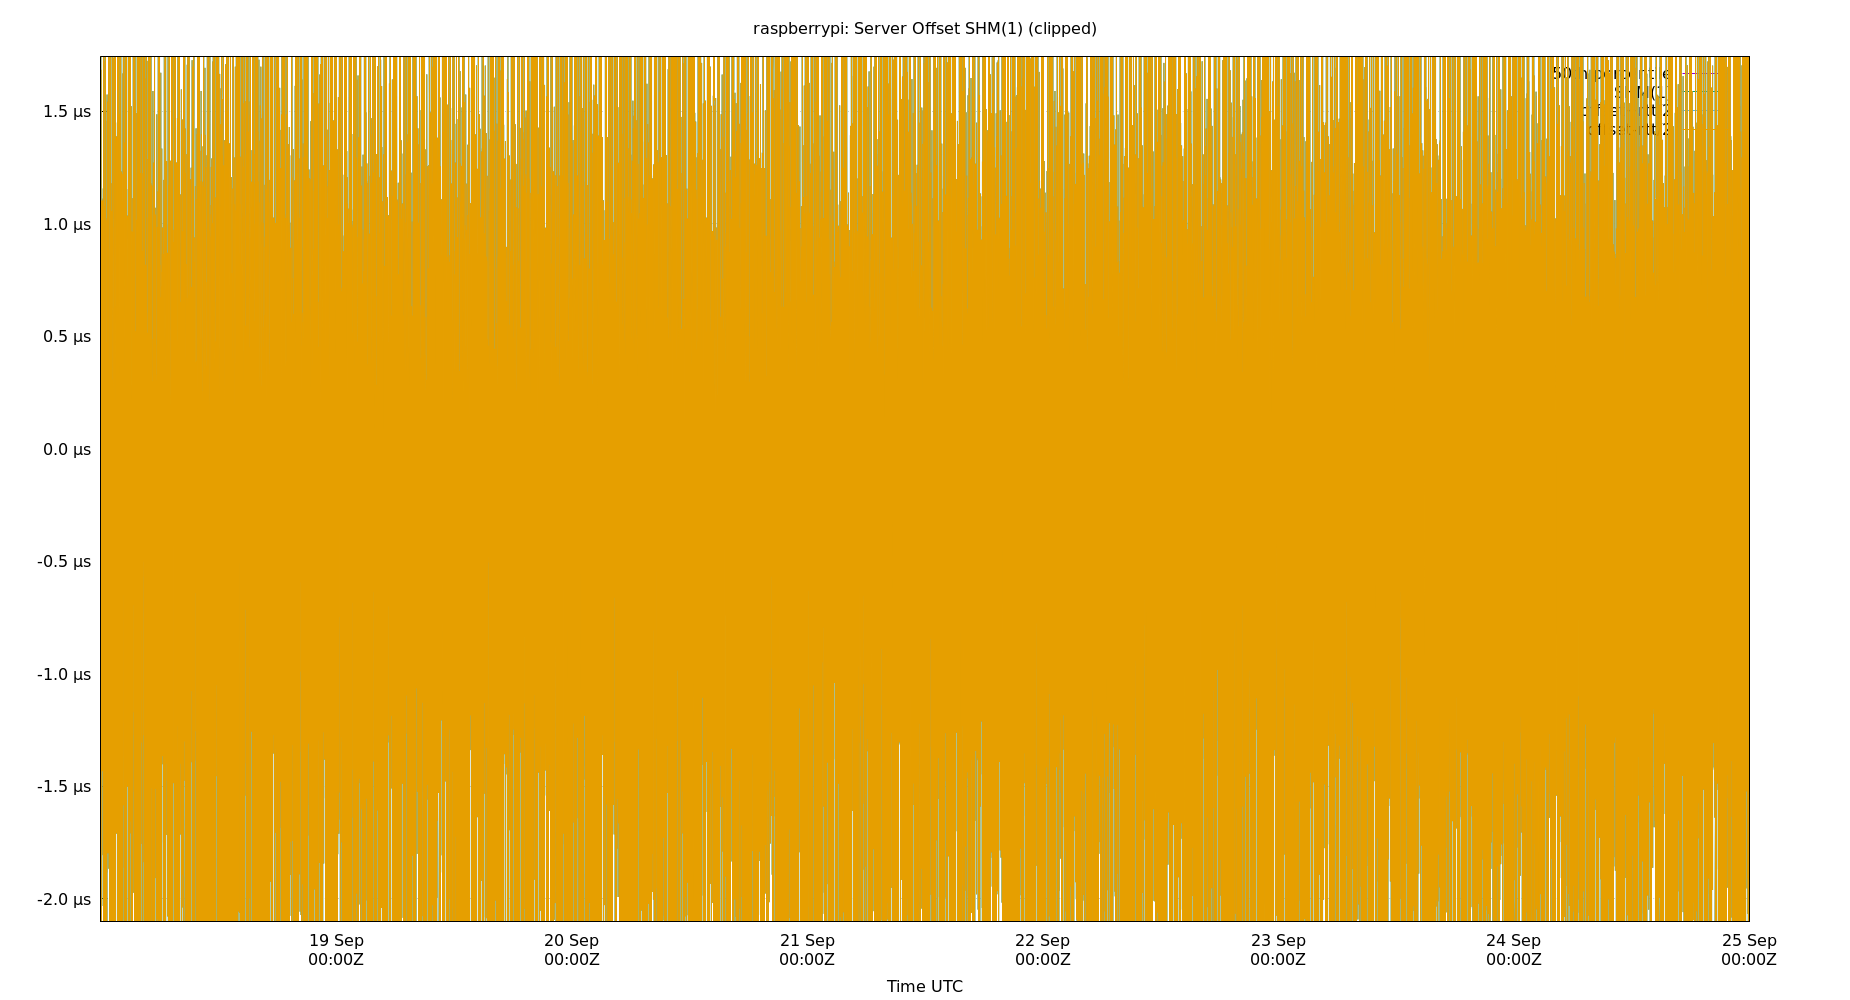 raspberrypi: Server Offset SHM(1) (clipped)
1.5 µs
1.0 µs
0.5 µs
0.0 µs
-0.5 µs
-1.0 µs
-1.5 µs
-2.0 µs
19 Sep 20 Sep 21 Sep 22 Sep 23 Sep 24 Sep 25 Sep
00:00Z 00:00Z 00:00Z 00:00Z 00:00Z 00:00Z 00:00Z
Time UTC